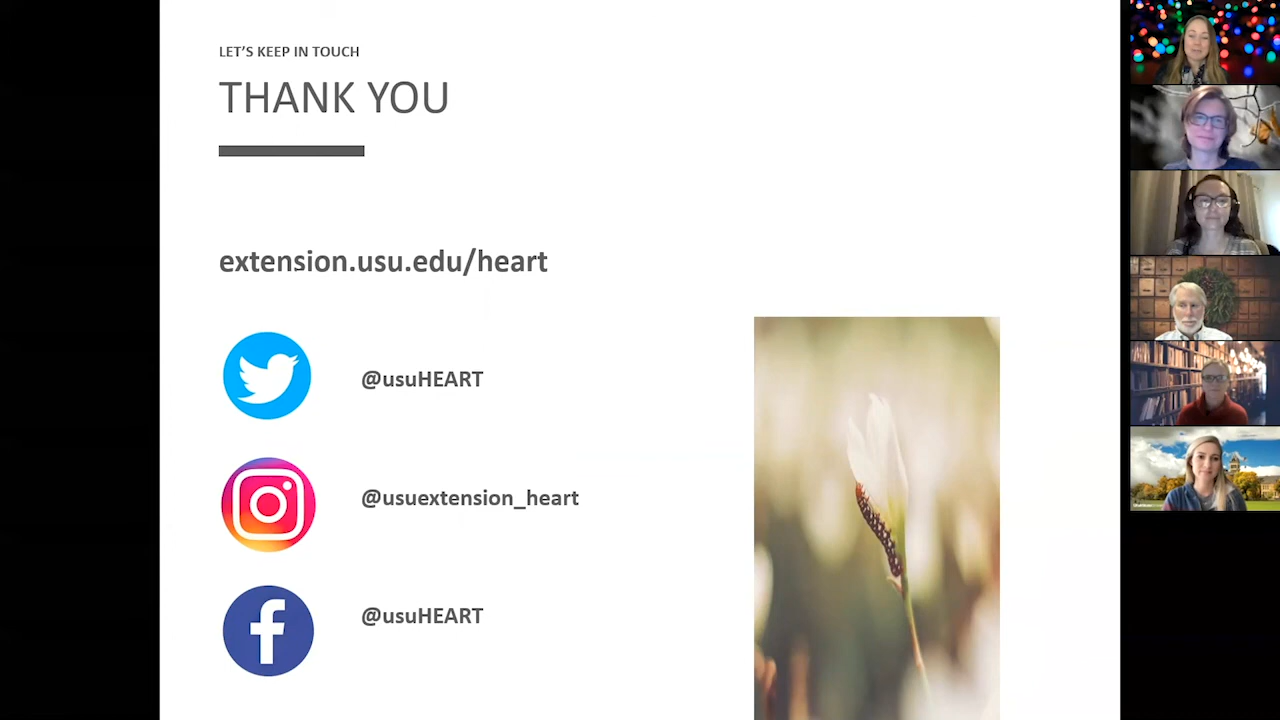 LET'S KEEP IN TOUCH
THANK YOU
extension.usu.edu/heart
@usuHEART
@usuextension_heart
@usuHEART